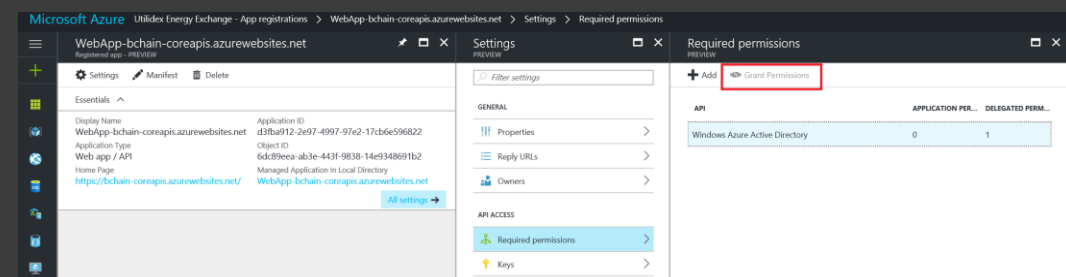 Microsoft Azure Utilidex Energy Exchange - App registrations > WebApp-bchain-coreapis.azurewebsites.net > Settings > Required permissions
WebApp-bchain-coreapis.azurewebsites.net
Registered app - PREVIEW
Settings Manifest Delete
Essentials
Display Name
WebApp-bchain-coreapis.azurewebsites.net
Application ID
d3fba912-2e97-4997-97e2-17cb6e596822
Application Type
Web app / API
Object ID
6dc89eea-ab3e-443f-9838-14e9348691b2
Home Page
https://bchain-coreapis.azurewebsites.net/
Managed Application In Local Directory
WebApp-bchain-coreapis.azurewebsites.net
All settings →
Settings
PREVIEW
Filter settings
GENERAL
Properties
Reply URLs
Owners
API ACCESS
Required permissions
Keys
Required permissions
PREVIEW
Add Grant Permissions
API APPLICATION PER... DELEGATED PERM...
Windows Azure Active Directory 0 1